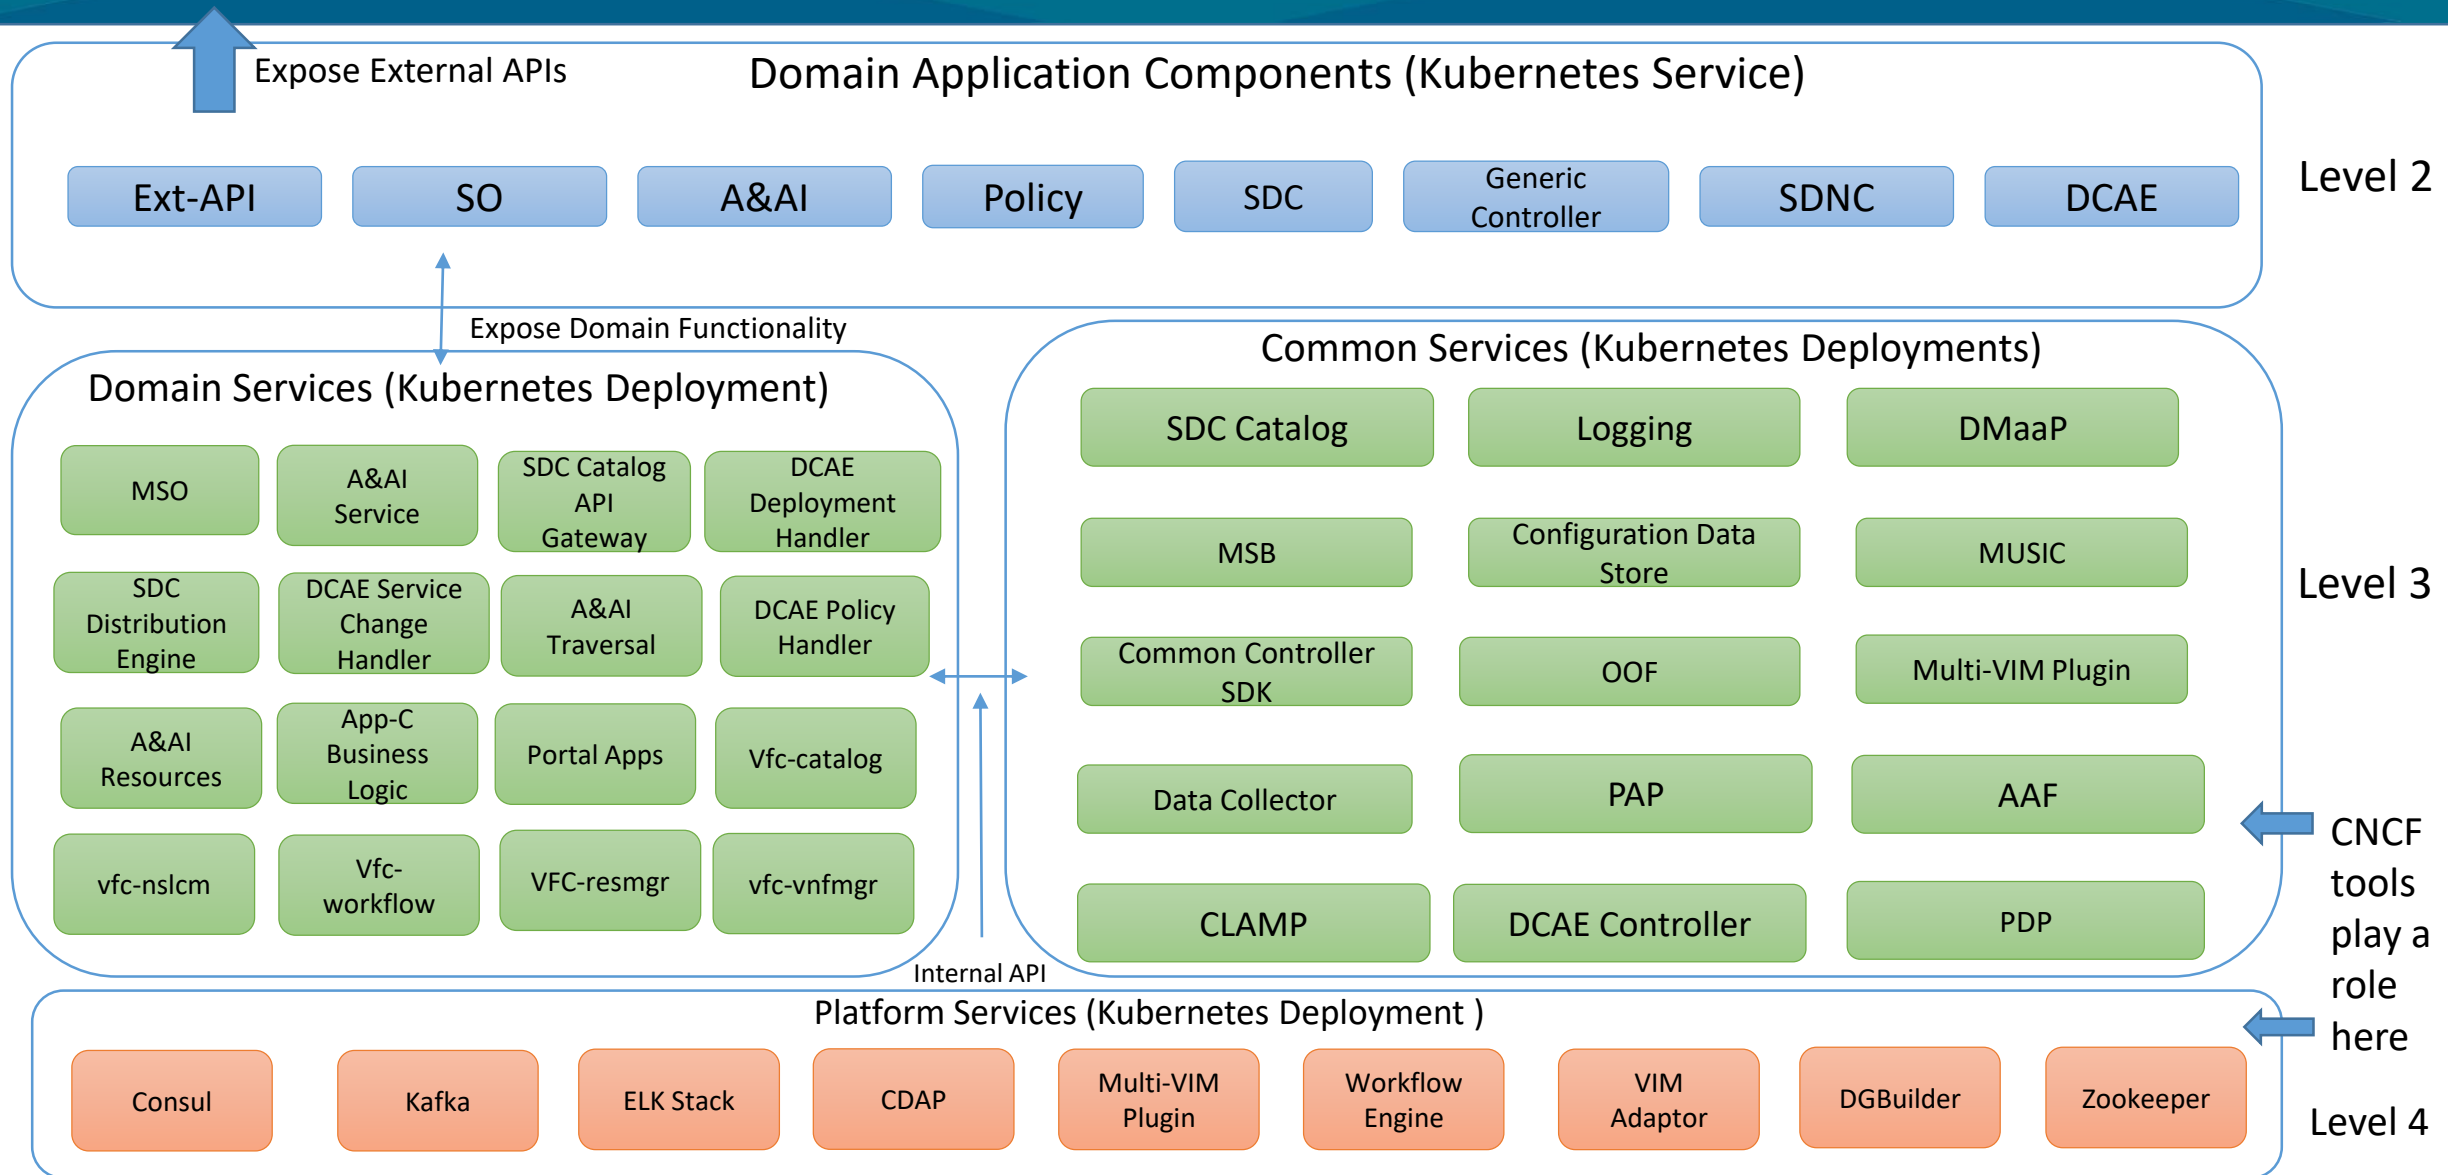 Expose External APIs
Domain Application Components (Kubernetes Service)
Ext-API
SO
A&AI
Policy
SDC
Generic
Controller
SDNC
DCAE
Level 2
Expose Domain Functionality
Domain Services (Kubernetes Deployment)
MSO
A&AI
Service
SDC Catalog
API
Gateway
DCAE
Deployment
Handler
SDC
Distribution
Engine
DCAE Service
Change
Handler
A&AI
Traversal
DCAE Policy
Handler
A&AI
Resources
App-C
Business
Logic
Portal Apps
Vfc-catalog
vfc-nslcm
Vfc-
workflow
VFC-resmgr
vfc-vnfmgr
Internal API
Common Services (Kubernetes Deployments)
SDC Catalog
Logging
DMaaP
MSB
Configuration Data
Store
MUSIC
Common Controller
SDK
OOF
Multi-VIM Plugin
Data Collector
PAP
AAF
CLAMP
DCAE Controller
PDP
Level 3
CNCF
tools
play a
role
here
Platform Services (Kubernetes Deployment )
Consul
Kafka
ELK Stack
CDAP
Multi-VIM
Plugin
Workflow
Engine
VIM
Adaptor
DGBuilder
Zookeeper
Level 4